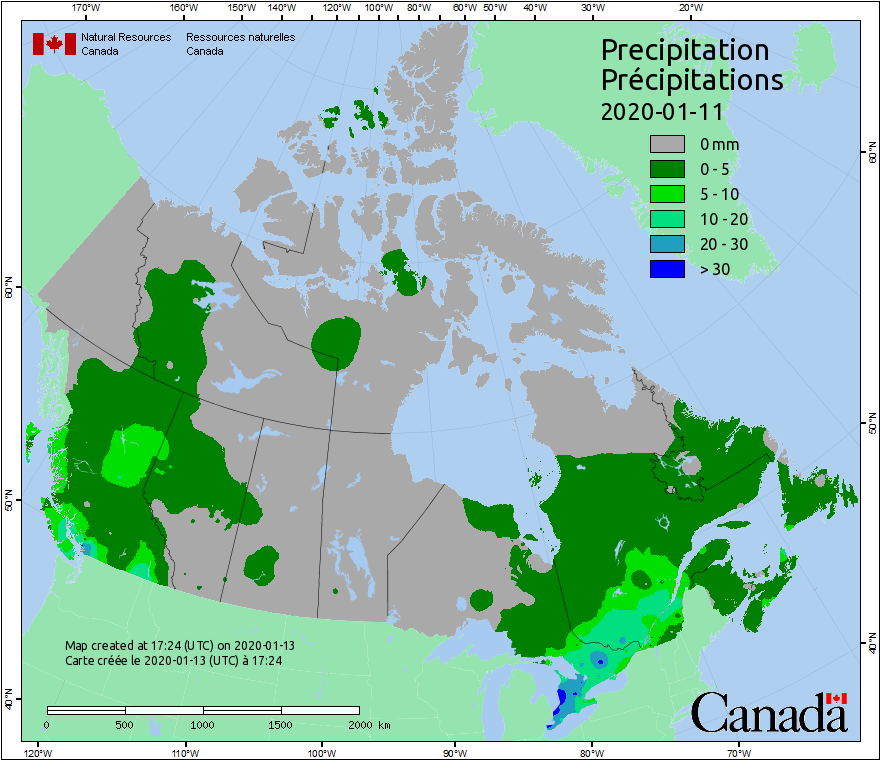 170°W 160°W 150°W 140°W 130°W 120°W 110°W 100°W 90°W 80°W 60°W 50°W 40°W 30°W 20°W
Natural Resources Ressources naturelles
Canada Canada
Precipitation
Précipitations
2020-01-11
0 mm
0 - 5
5 - 10
10 - 20
20 - 30
> 30
60°N
60°N
50°N
50°N
40°N
40°N
Map created at 17:24 (UTC) on 2020-01-13
Carte créée le 2020-01-13 (UTC) à 17:24
0 500 1000 1500 2000 km
Canada
120°W 110°W 100°W 90°W 80°W 70°W